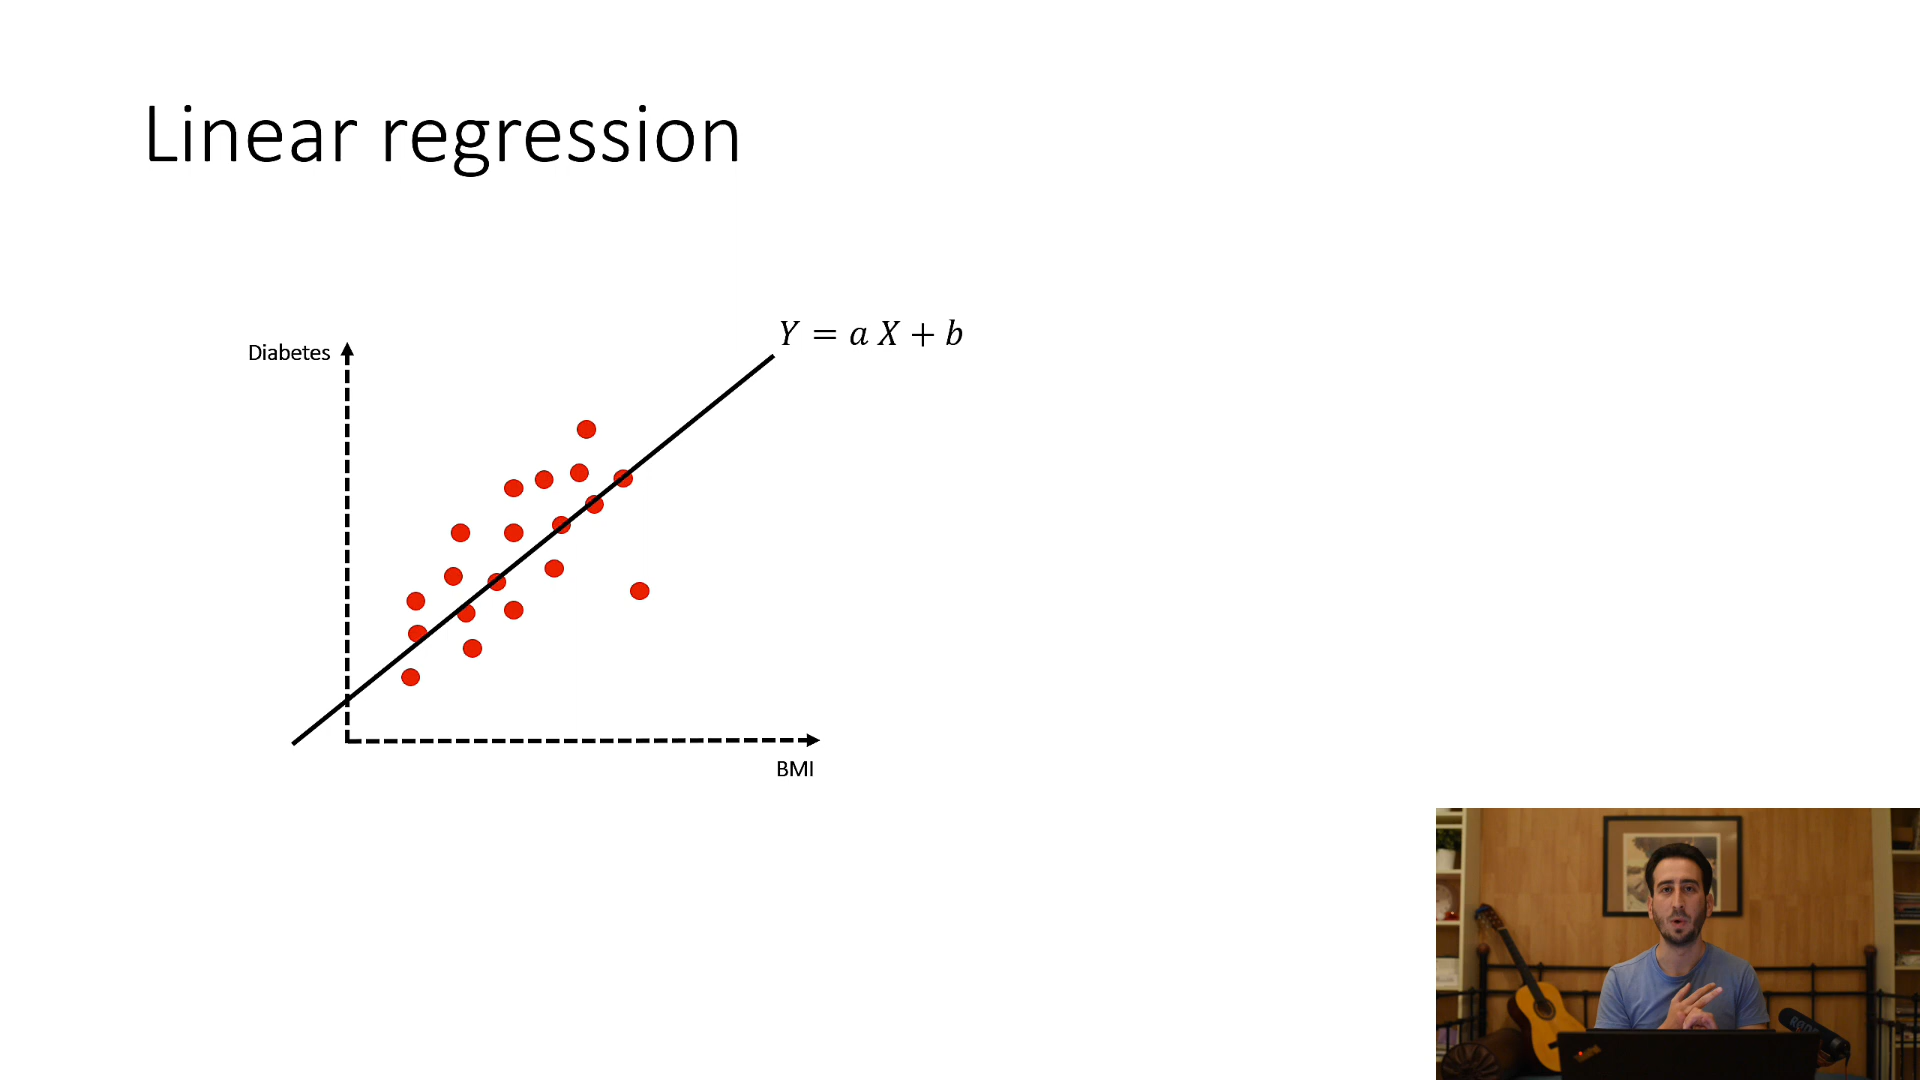 Linear regression
Y = a X + b
Diabetes
BMI